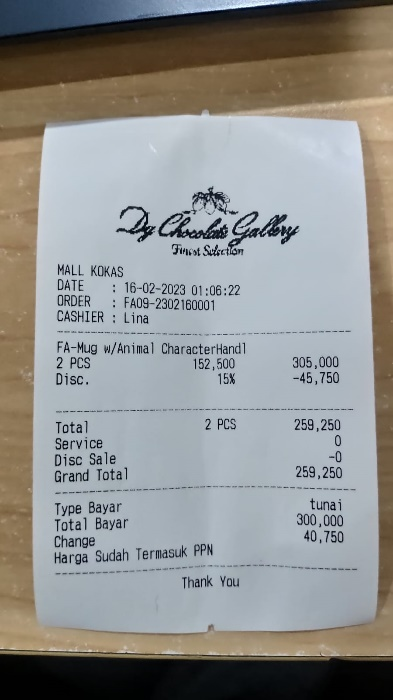 Dg Chocolate Gallery
Finest Selection
MALL KOKAS
DATE : 16-02-2023 01:06:22
ORDER : FA09-2302160001
CASHIER : Lina
FA-Mug w/Animal CharacterHandl
2 PCS 152,500 305,000
Disc. 15% -45,750
Total 2 PCS 259,250
Service 0
Disc Sale -0
Grand Total 259,250
Type Bayar tunai
Total Bayar 300,000
Change 40,750
Harga Sudah Termasuk PPN
Thank You